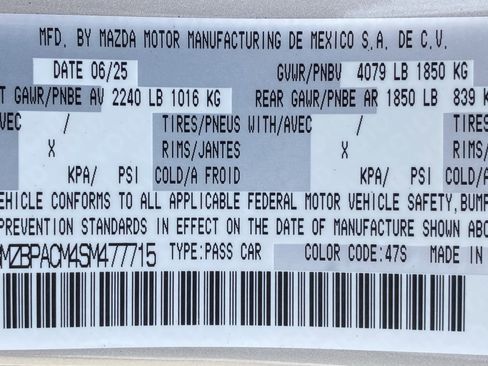 MFD. BY MAZDA MOTOR MANUFACTURING DE MEXICO S.A. DE C.V.
DATE 06/25 GVWR/PNBV 4079 LB 1850 KG
T GAWR/PNBE AV 2240 LB 1016 KG REAR GAWR/PNBE AR 1850 LB 839 K
AVEC / TIRES/PNEUS WITH/AVEC / TIRES/
X RIMS/JANTES X RIMS/
KPA/ PSI COLD/A FROID KPA/ PSI COLD/A
VEHICLE CONFORMS TO ALL APPLICABLE FEDERAL MOTOR VEHICLE SAFETY, BUMP
PREVENTION STANDARDS IN EFFECT ON THE DATE OF MANUFACTURE SHOWN ABO
MZBPACM4SM477715 TYPE:PASS CAR COLOR CODE:47S MADE IN